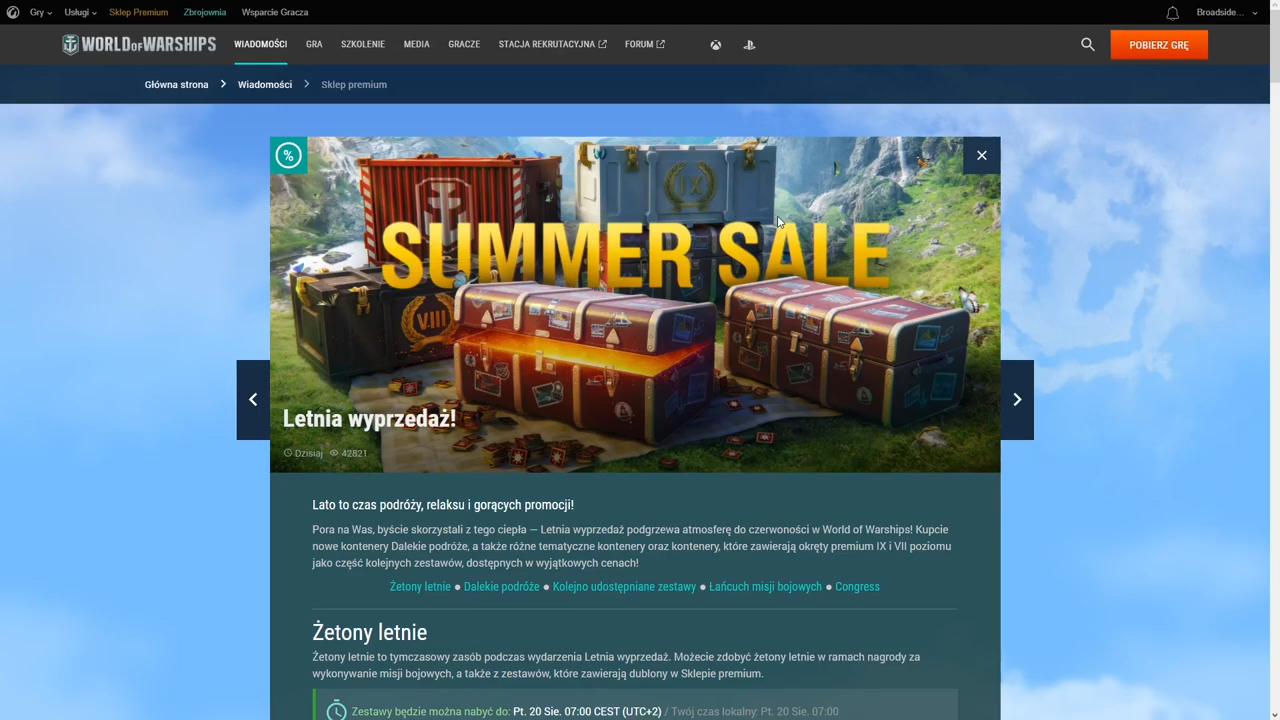 Gry
Usługi
Sklep Premium
Zbrojownia
Wsparcie Gracza
Broadside...
WORLD OF WARSHIPS
WIADOMOŚCI
GRA
SZKOLENIE
MEDIA
GRACZE
STACJA REKRUTACYJNA
FORUM
POBIERZ GRĘ
Główna strona
Wiadomości
Sklep premium
%
IX
SUMMER SALE
VIII
Letnia wyprzedaż!
Dzisiaj 42821
Lato to czas podróży, relaksu i gorących promocji!
Pora na Was, byście skorzystali z tego ciepła — Letnia wyprzedaż podgrzewa atmosferę do czerwoności w World of Warships! Kupcie
nowe kontenery Dalekie podróże, a także różne tematyczne kontenery oraz kontenery, które zawierają okręty premium IX i VII poziomu
jako część kolejnych zestawów, dostępnych w wyjątkowych cenach!
Żetony letnie ● Dalekie podróże ● Kolejno udostępniane zestawy ● Łańcuch misji bojowych ● Congress
Żetony letnie
Żetony letnie to tymczasowy zasób podczas wydarzenia Letnia wyprzedaż. Możecie zdobyć żetony letnie w ramach nagrody za
wykonywanie misji bojowych, a także z zestawów, które zawierają dublony w Sklepie premium.
Zestawy będzie można nabyć do: Pt. 20 Sie. 07:00 CEST (UTC+2) / Twój czas lokalny: Pt. 20 Sie. 07:00